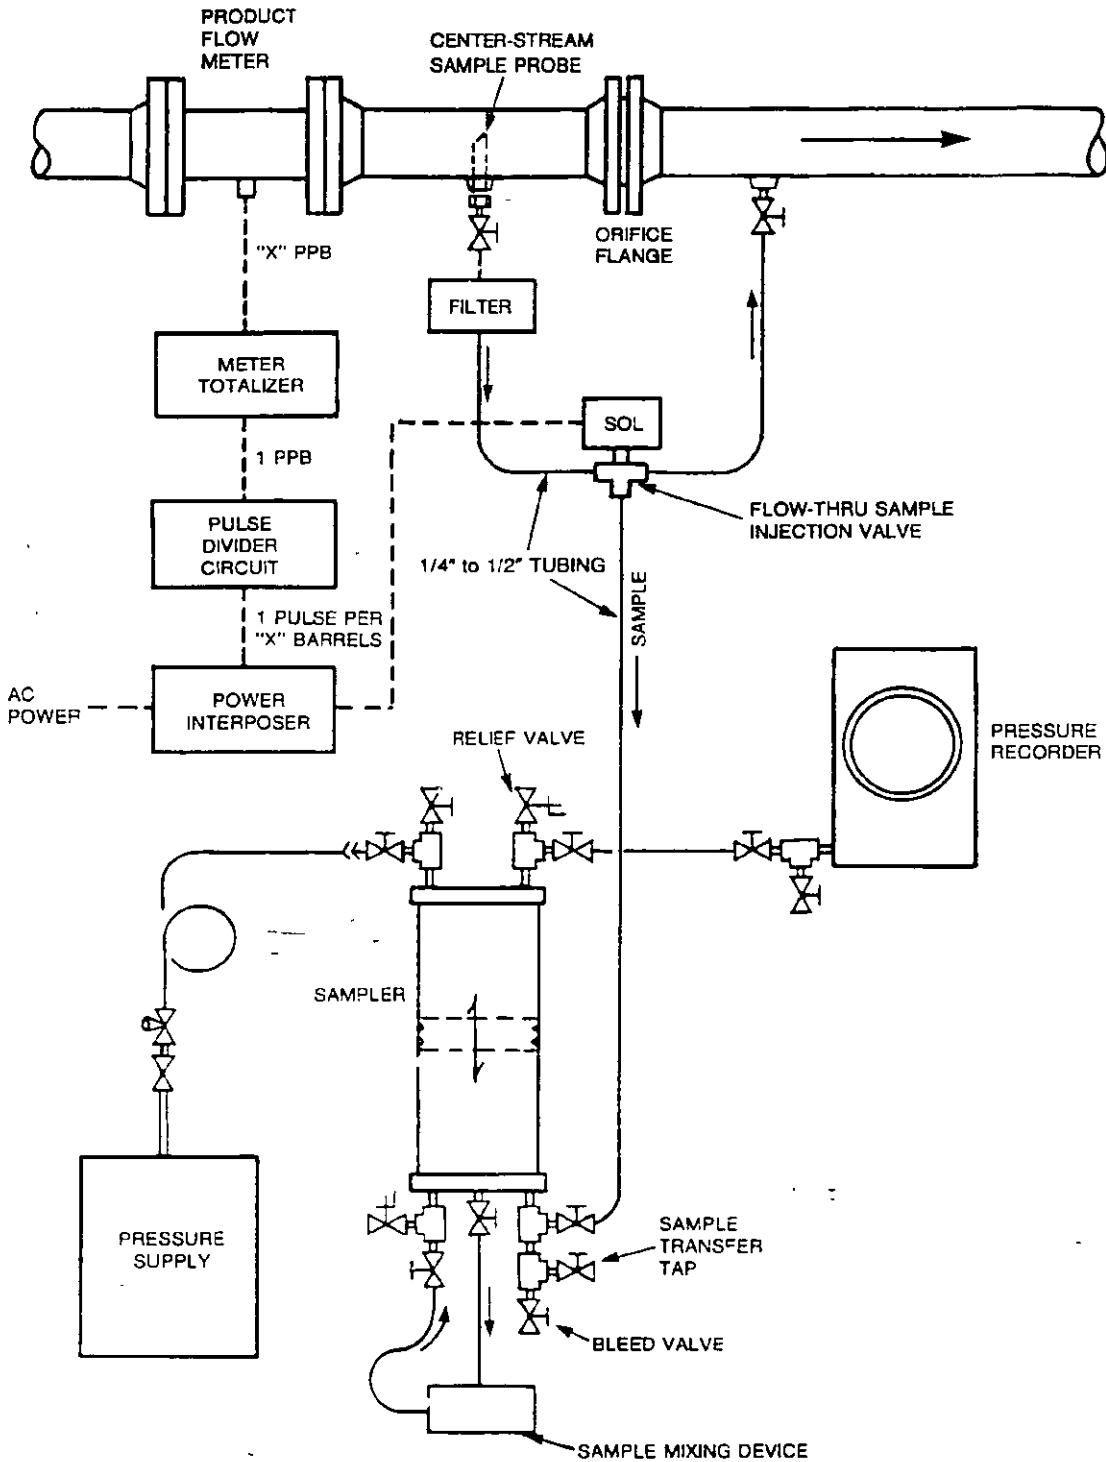 PRODUCT
FLOW
METER
CENTER-STREAM
SAMPLE PROBE
"X" PPB
ORIFICE
FLANGE
FILTER
METER
TOTALIZER
SOL
1 PPB
FLOW-THRU SAMPLE
INJECTION VALVE
PULSE
DIVIDER
CIRCUIT
1/4" to 1/2" TUBING
SAMPLE
1 PULSE PER
"X" BARRELS
AC
POWER
POWER
INTERPOSER
RELIEF VALVE
PRESSURE
RECORDER
SAMPLER
PRESSURE
SUPPLY
SAMPLE
TRANSFER
TAP
BLEED VALVE
SAMPLE MIXING DEVICE